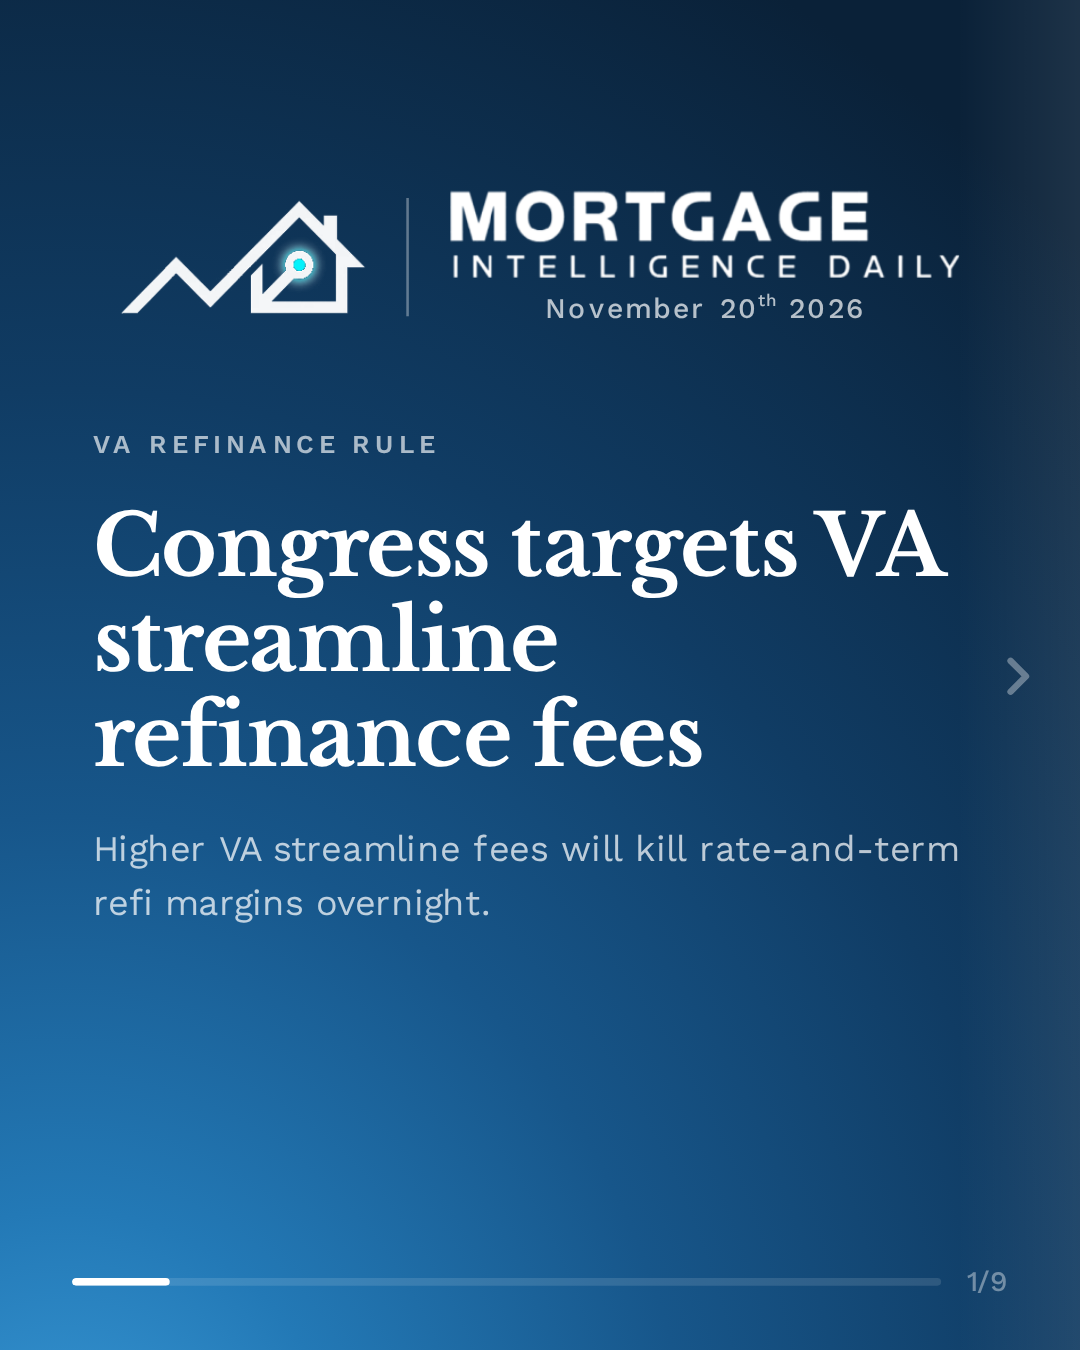 MORTGAGE
INTELLIGENCE DAILY
November 20th 2026
VA REFINANCE RULE
Congress targets VA
streamline
refinance fees
Higher VA streamline fees will kill rate-and-term
refi margins overnight.
1/9